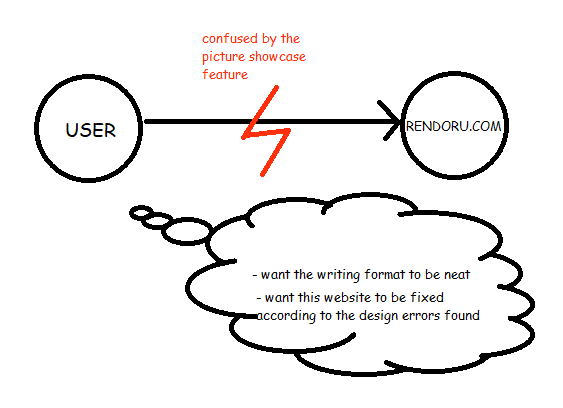 confused by the
picture showcase
feature
USER
RENDORU.COM
- want the writing format to be neat
- want this website to be fixed
according to the design errors found